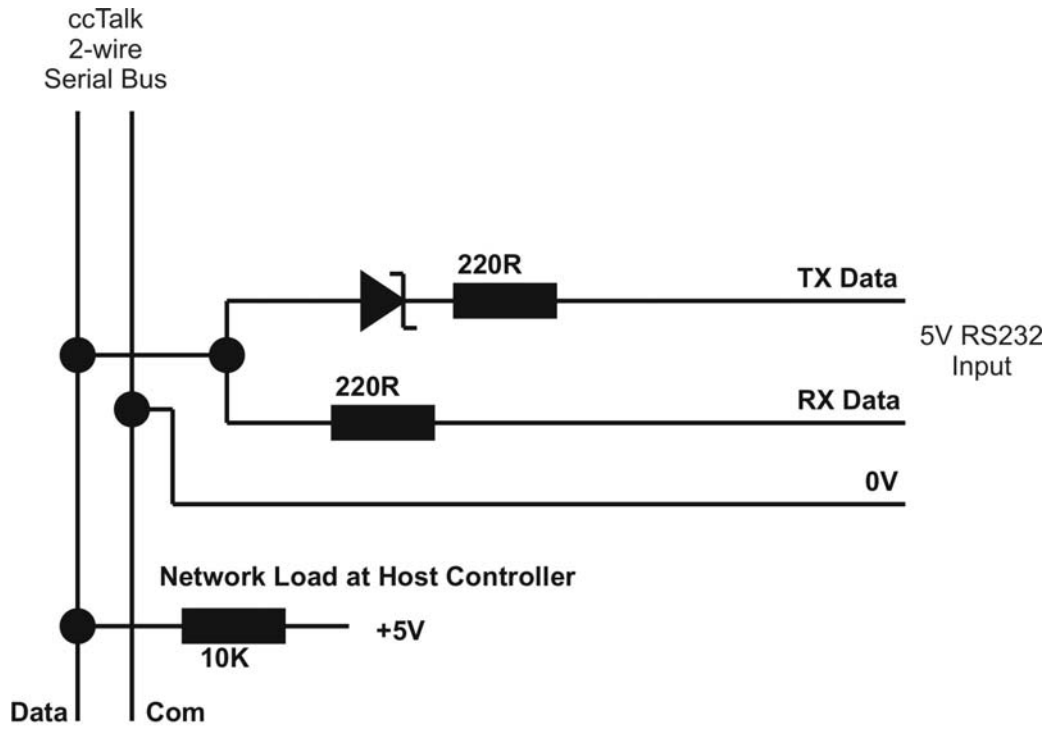 ccTalk
2-wire
Serial Bus
220R
TX Data
5V RS232
Input
220R
RX Data
0V
Network Load at Host Controller
+5V
10K
Data
Com